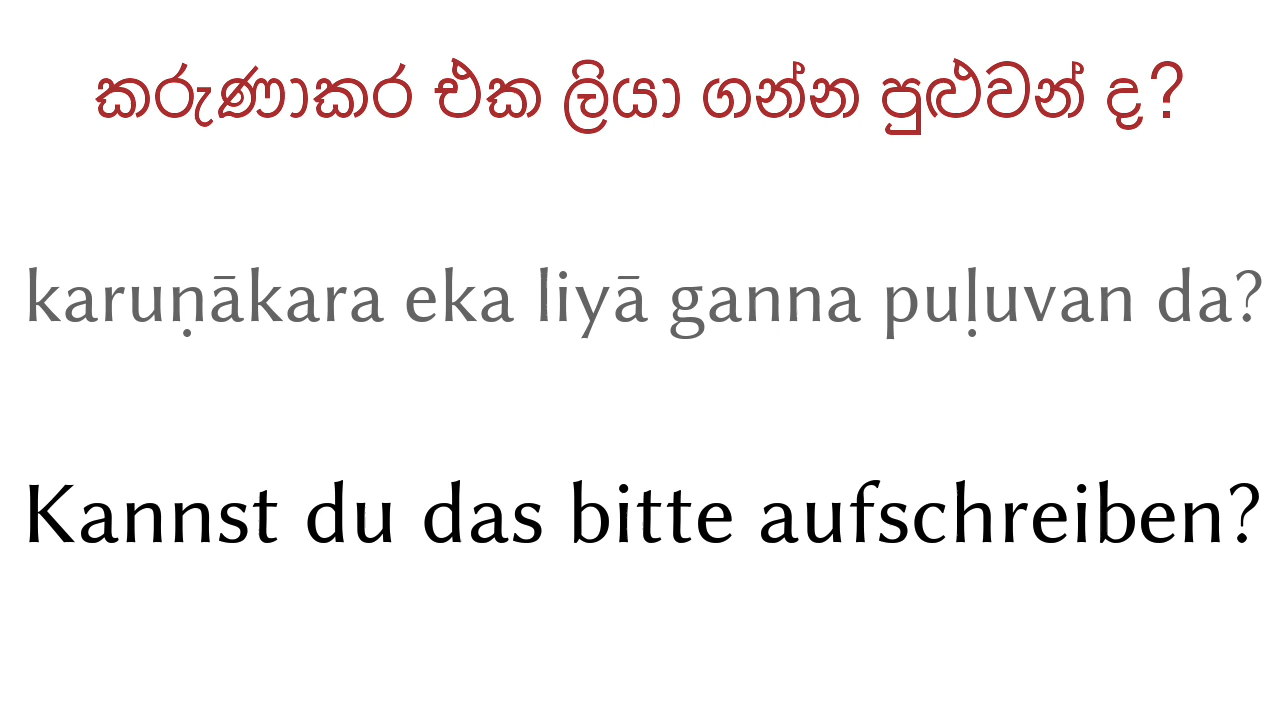 කරුණාකර එක ලියා ගන්න පුළුවන් ද?
karuṇākara eka liyā ganna puḷuvan da?
Kannst du das bitte aufschreiben?